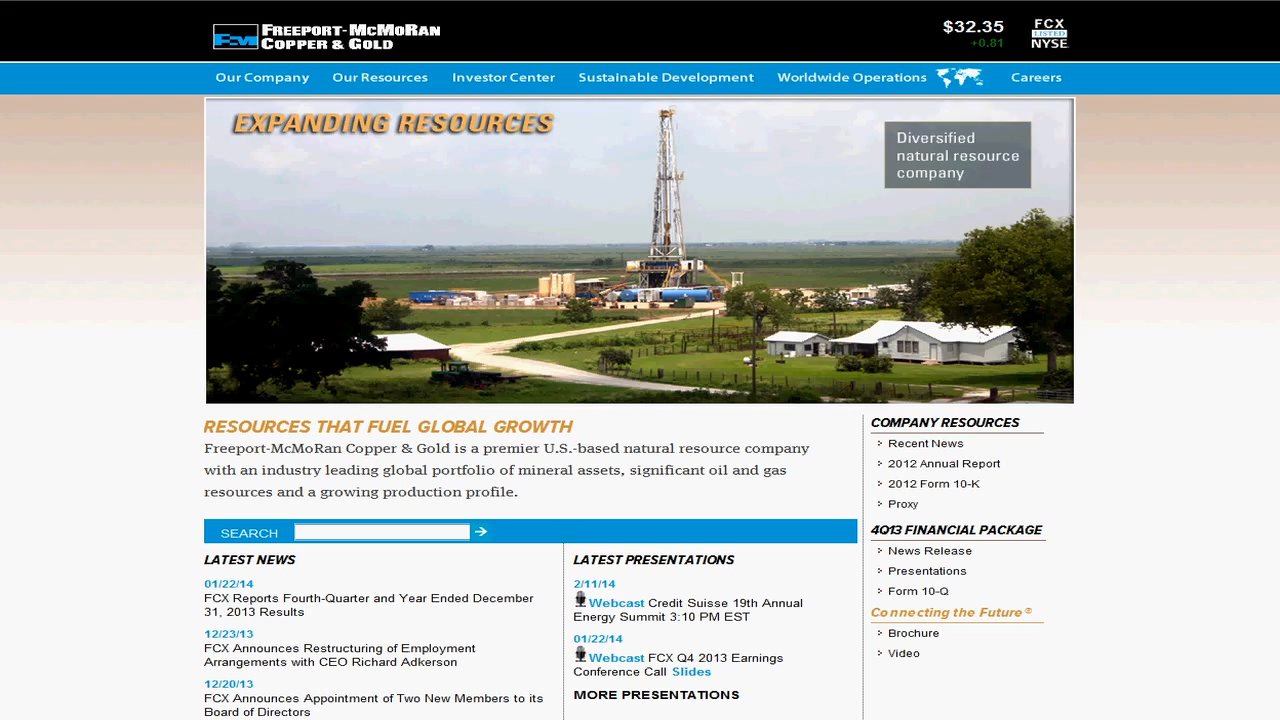 FREEPORT-MCMORAN
COPPER & GOLD
$32.35
+0.81
FCX
LISTED
NYSE
Our Company
Our Resources
Investor Center
Sustainable Development
Worldwide Operations
Careers
EXPANDING RESOURCES
Diversified
natural resource
company
RESOURCES THAT FUEL GLOBAL GROWTH
Freeport-McMoRan Copper & Gold is a premier U.S.-based natural resource company
with an industry leading global portfolio of mineral assets, significant oil and gas
resources and a growing production profile.
SEARCH
LATEST NEWS
01/22/14
FCX Reports Fourth-Quarter and Year Ended December
31, 2013 Results
12/23/13
FCX Announces Restructuring of Employment
Arrangements with CEO Richard Adkerson
12/20/13
FCX Announces Appointment of Two New Members to its
Board of Directors
LATEST PRESENTATIONS
2/11/14
Webcast Credit Suisse 19th Annual
Energy Summit 3:10 PM EST
01/22/14
Webcast FCX Q4 2013 Earnings
Conference Call Slides
MORE PRESENTATIONS
COMPANY RESOURCES
Recent News
2012 Annual Report
2012 Form 10-K
Proxy
4Q13 FINANCIAL PACKAGE
News Release
Presentations
Form 10-Q
Connecting the Future®
Brochure
Video